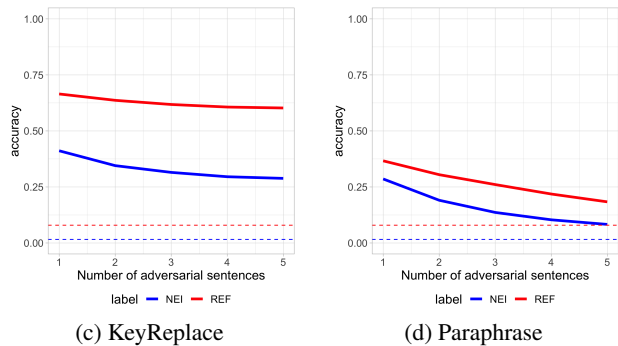 1.00
0.75
0.50
0.25
0.00
accuracy
1 2 3 4 5
Number of adversarial sentences
label NEI REF
(c) KeyReplace
1.00
0.75
0.50
0.25
0.00
accuracy
1 2 3 4 5
Number of adversarial sentences
label NEI REF
(d) Paraphrase